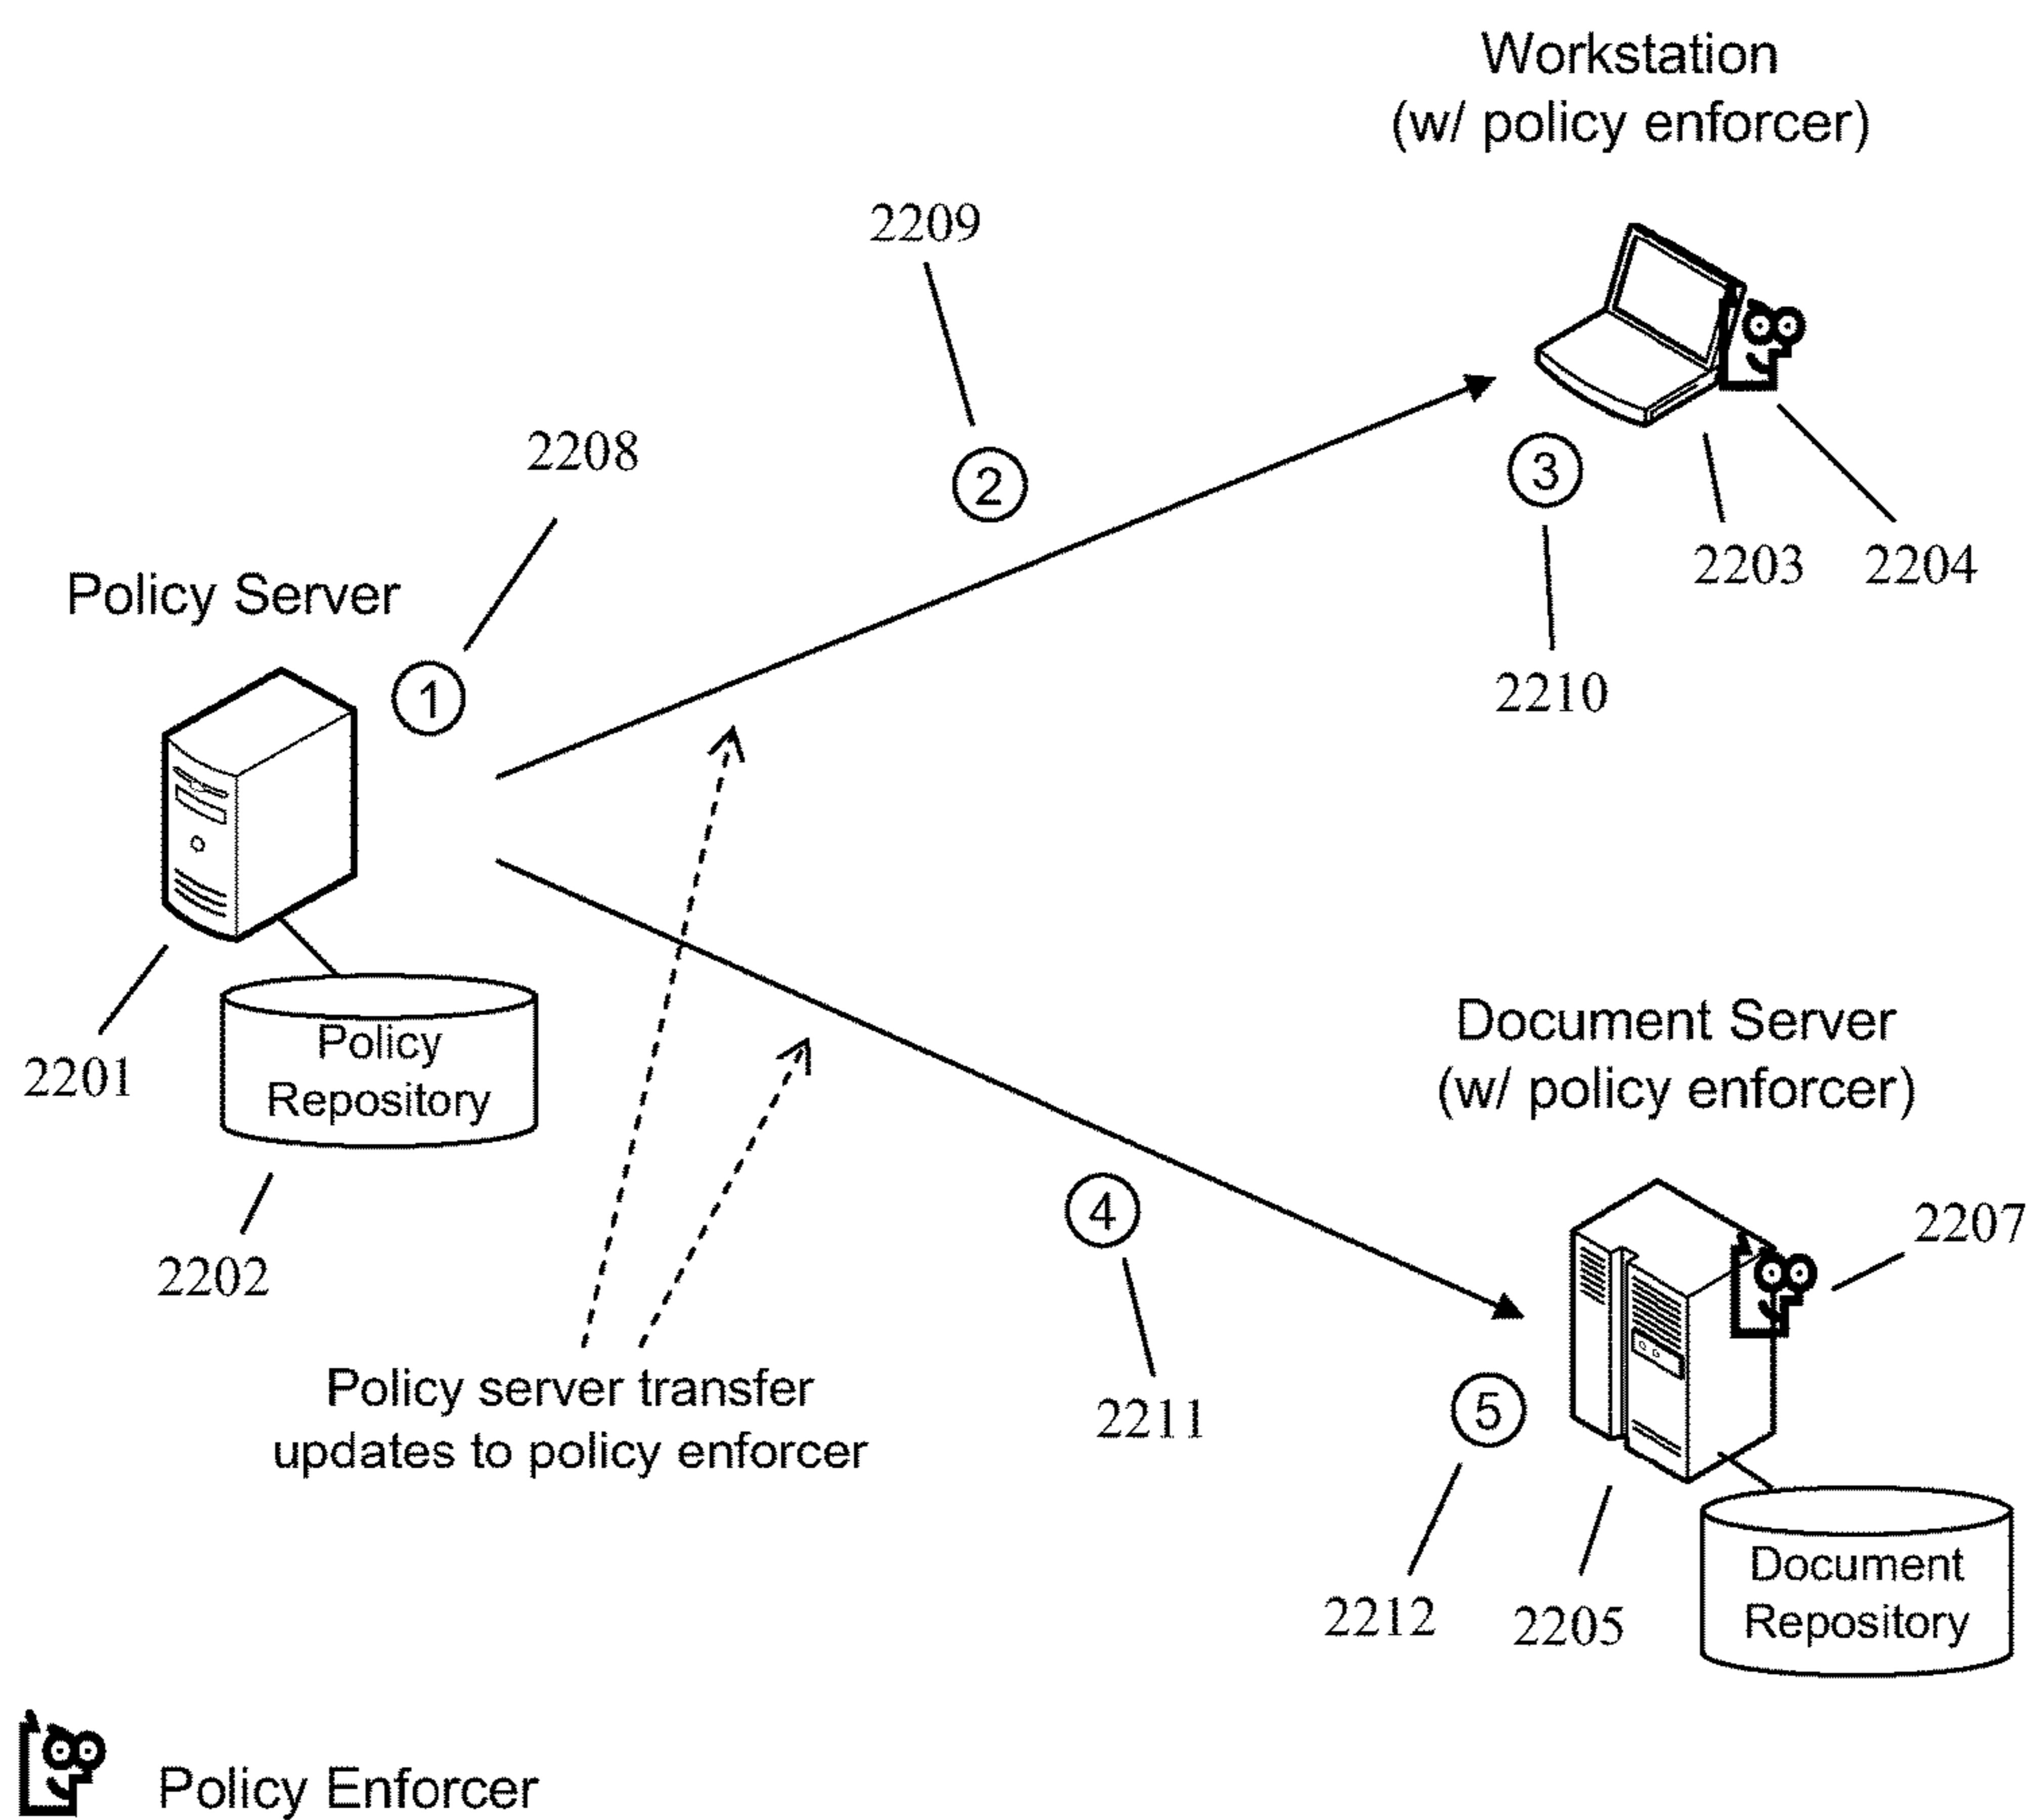 Workstation
(w/ policy enforcer)
2209
2208
2
3
2203
2204
Policy Server
1
2210
2201
Policy
Repository
2202
Document Server
(w/ policy enforcer)
4
2207
Policy server transfer
updates to policy enforcer
2211
5
2212
2205
Document
Repository
Policy Enforcer